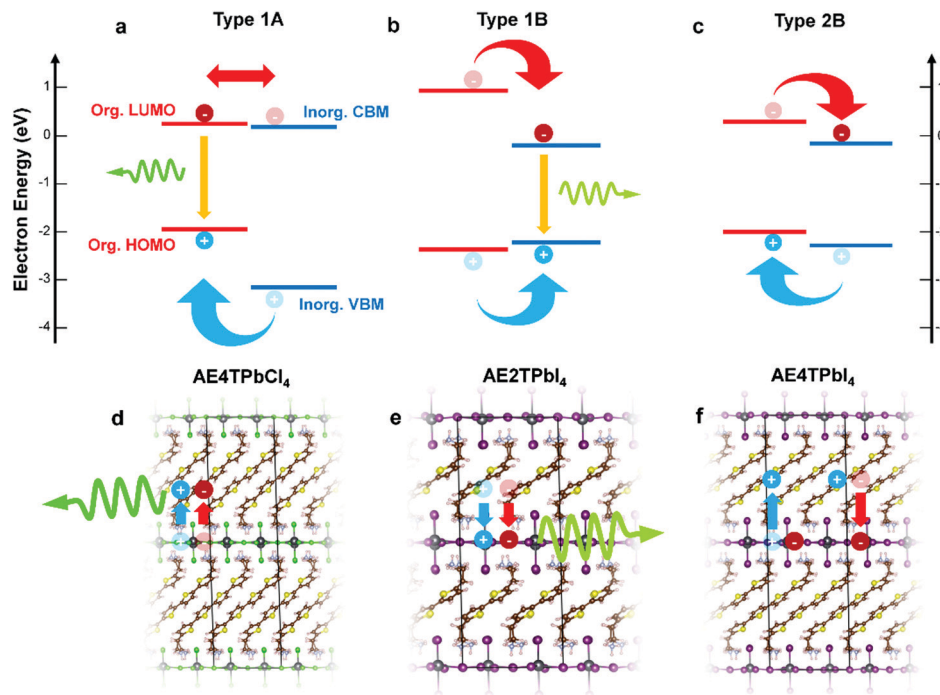 a Type 1A
b Type 1B
c Type 2B
Electron Energy (eV)
1
0
-1
-2
-3
-4
Org. LUMO
Inorg. CBM
Org. HOMO
Inorg. VBM
-
-
+
+
-
-
+
+
-
-
+
+
d AE4TPbCl₄
e AE2TPbI₄
f AE4TPbI₄
+
-
+
-
+
+
-
+
-
-
-